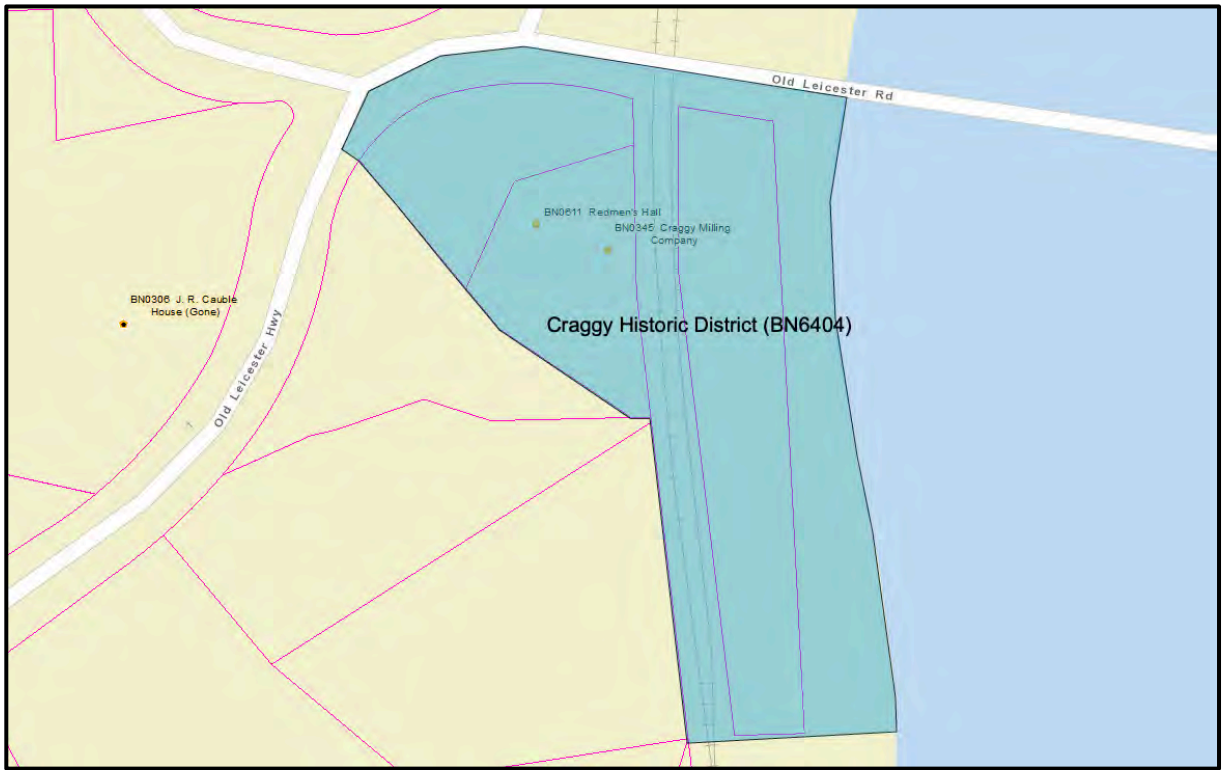 Old Leicester Rd
BN0611 Redmen's Hall
BN0345 Craggy Milling
Company
BN0306 J. R. Cauble
House (Gone)
Craggy Historic District (BN6404)
Old Leicester Hwy